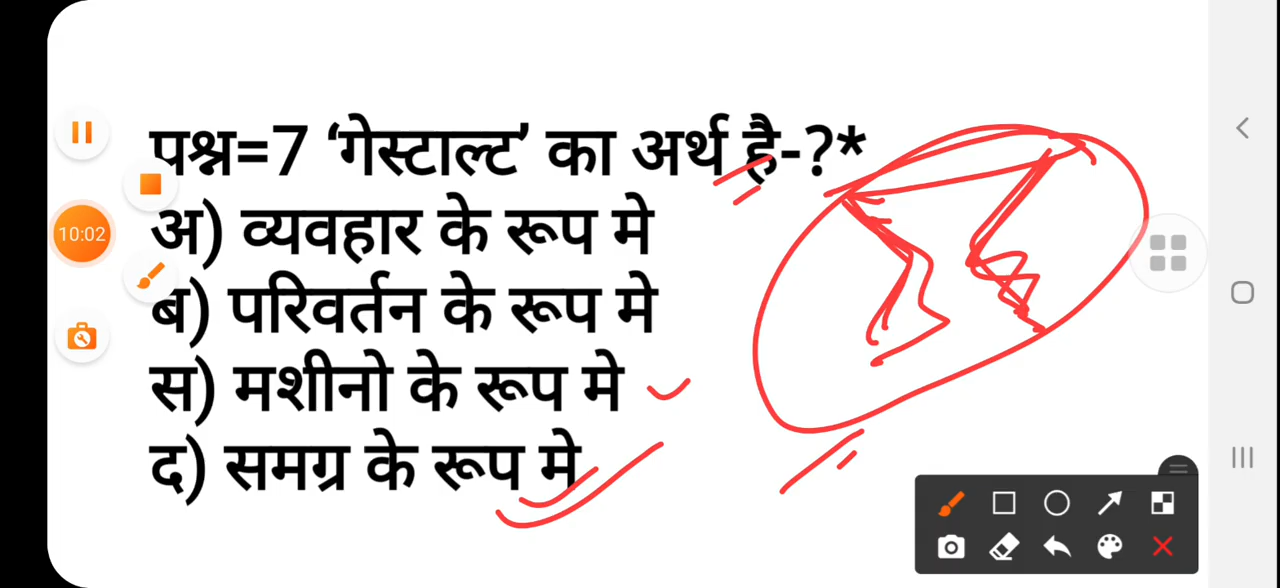 पश्न=7 ‘गेस्टाल्ट’ का अर्थ है-?*
अ) व्यवहार के रूप मे
ब) परिवर्तन के रूप मे
स) मशीनो के रूप मे
द) समग्र के रूप मे
10:02